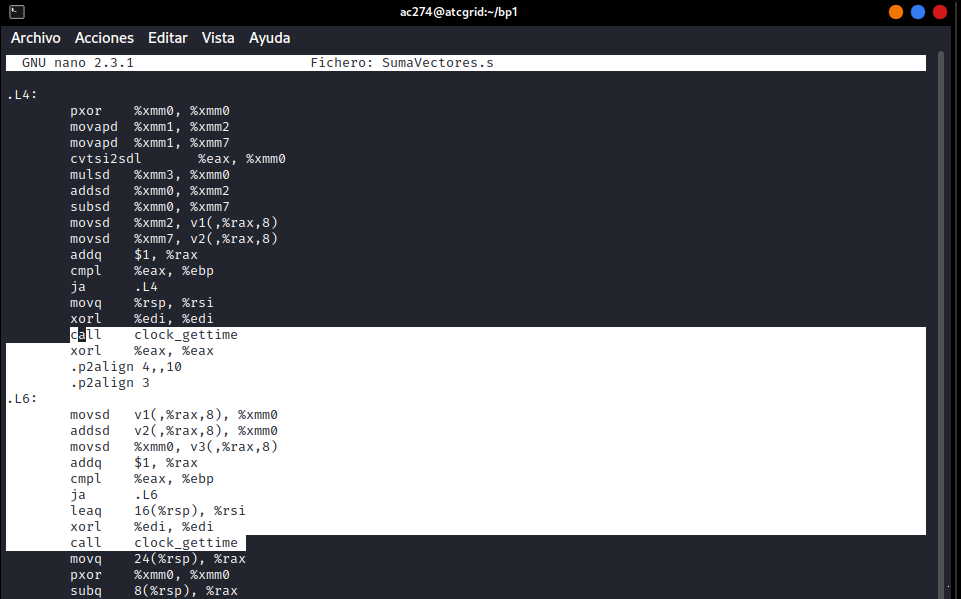 ac274@atcgrid:~/bp1
Archivo Acciones Editar Vista Ayuda
GNU nano 2.3.1 Fichero: SumaVectores.s
.L4:
pxor %xmm0, %xmm0
movapd %xmm1, %xmm2
movapd %xmm1, %xmm7
cvtsi2sdl %eax, %xmm0
mulsd %xmm3, %xmm0
addsd %xmm0, %xmm2
subsd %xmm0, %xmm7
movsd %xmm2, v1(,%rax,8)
movsd %xmm7, v2(,%rax,8)
addq $1, %rax
cmpl %eax, %ebp
ja .L4
movq %rsp, %rsi
xorl %edi, %edi
call clock_gettime
xorl %eax, %eax
.p2align 4,,10
.p2align 3
.L6:
movsd v1(,%rax,8), %xmm0
addsd v2(,%rax,8), %xmm0
movsd %xmm0, v3(,%rax,8)
addq $1, %rax
cmpl %eax, %ebp
ja .L6
leaq 16(%rsp), %rsi
xorl %edi, %edi
call clock_gettime
movq 24(%rsp), %rax
pxor %xmm0, %xmm0
subq 8(%rsp), %rax